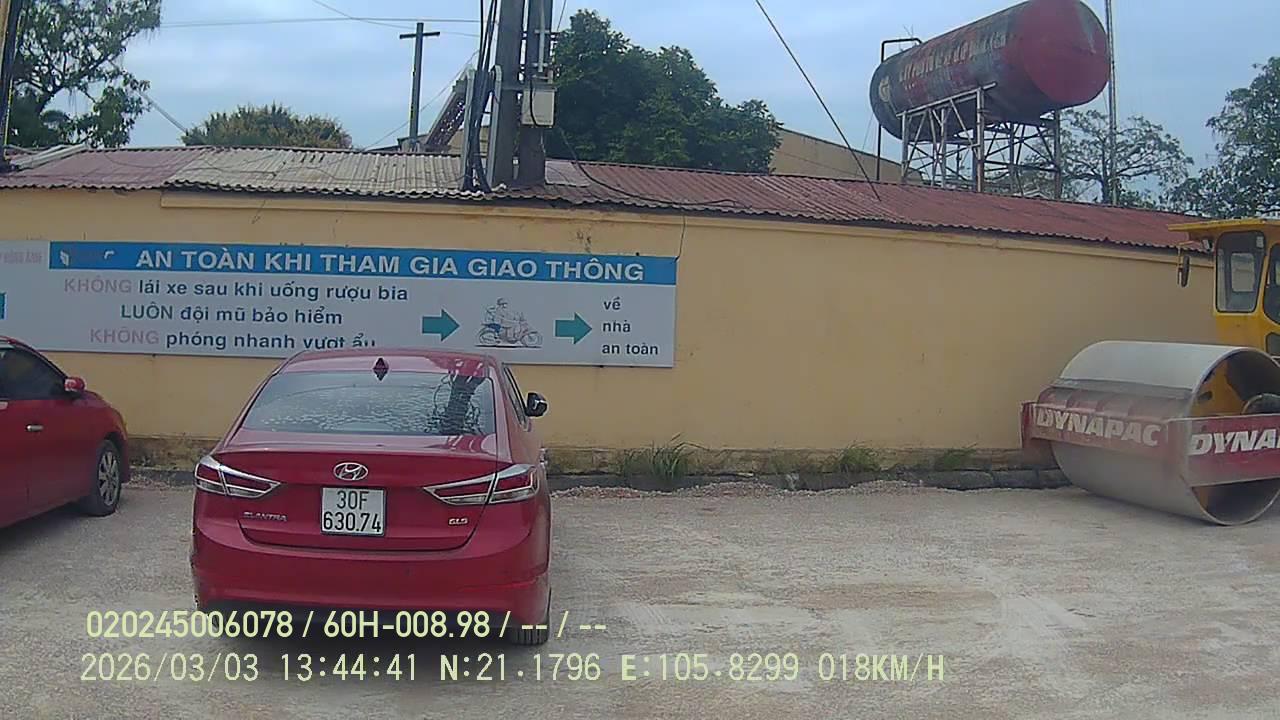 AN TOÀN KHI THAM GIA GIAO THÔNG
KHÔNG lái xe sau khi uống rượu bia
LUÔN đội mũ bảo hiểm
KHÔNG phóng nhanh vượt ẩu
về
nhà
an toàn
DYNAPAC
DYNA
30F
630.74
ELANTRA
GLS
020245006078 / 60H-008.98 / -- / --
2026/03/03 13:44:41 N:21.1796 E:105.8299 018KM/H